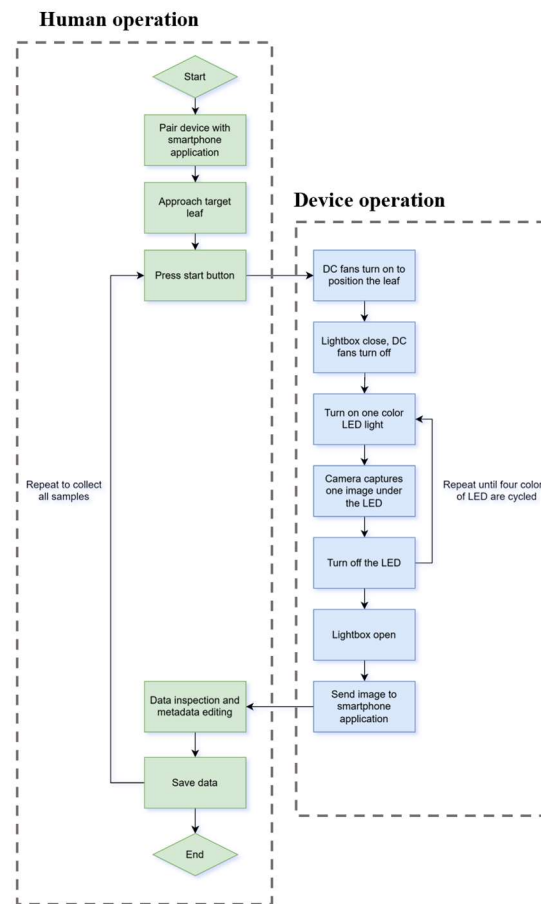 Human operation
Start
Pair device with
smartphone
application
Approach target
leaf
Press start button
Repeat to collect
all samples
Device operation
DC fans turn on to
position the leaf
Lightbox close, DC
fans turn off
Turn on one color
LED light
Camera captures
one image under
the LED
Repeat until four color
of LED are cycled
Turn off the LED
Lightbox open
Send image to
smartphone
application
Data inspection and
metadata editing
Save data
End